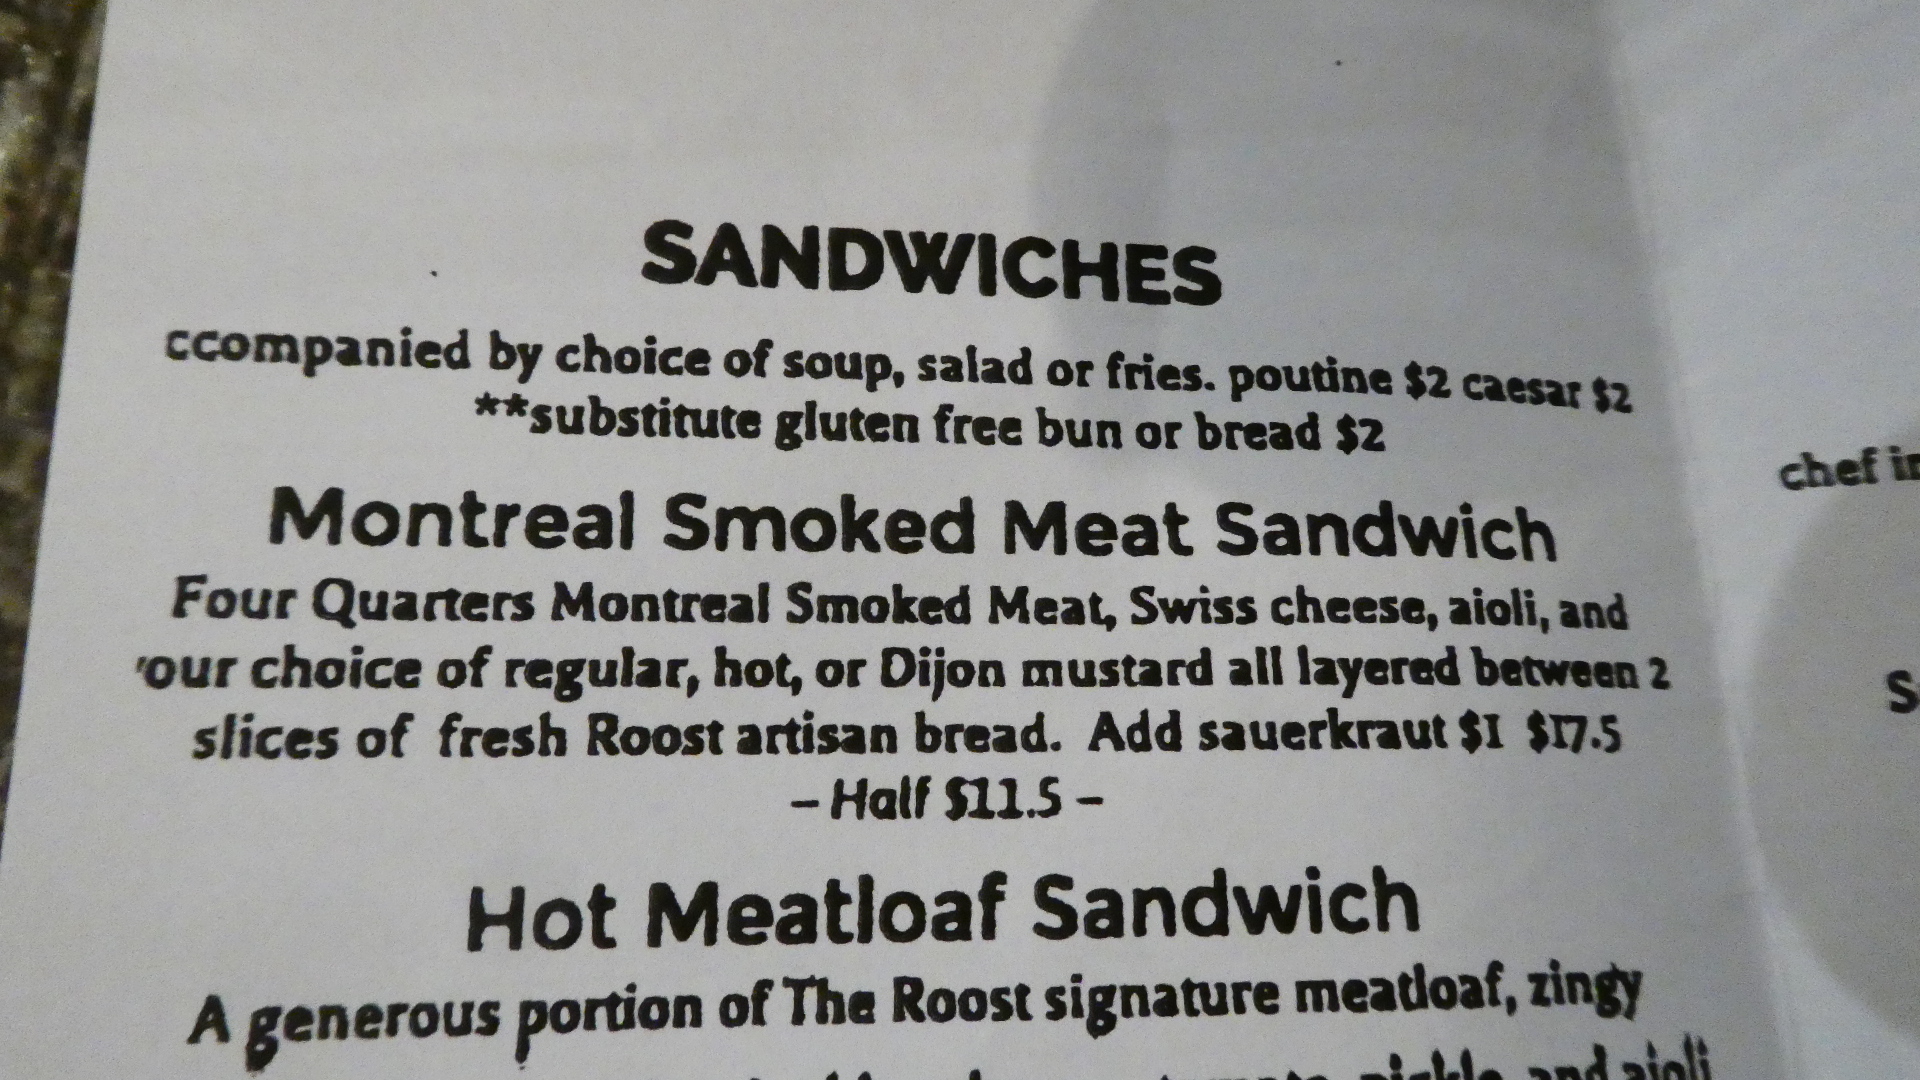 SANDWICHES
ccompanied by choice of soup, salad or fries. poutine $2 caesar $2
**substitute gluten free bun or bread $2
Montreal Smoked Meat Sandwich
Four Quarters Montreal Smoked Meat, Swiss cheese, aioli, and
our choice of regular, hot, or Dijon mustard all layered between 2
slices of fresh Roost artisan bread. Add sauerkraut $1 $17.5
– Half $11.5 –
Hot Meatloaf Sandwich
A generous portion of The Roost signature meatloaf, zingy
pickle, and aioli
chef